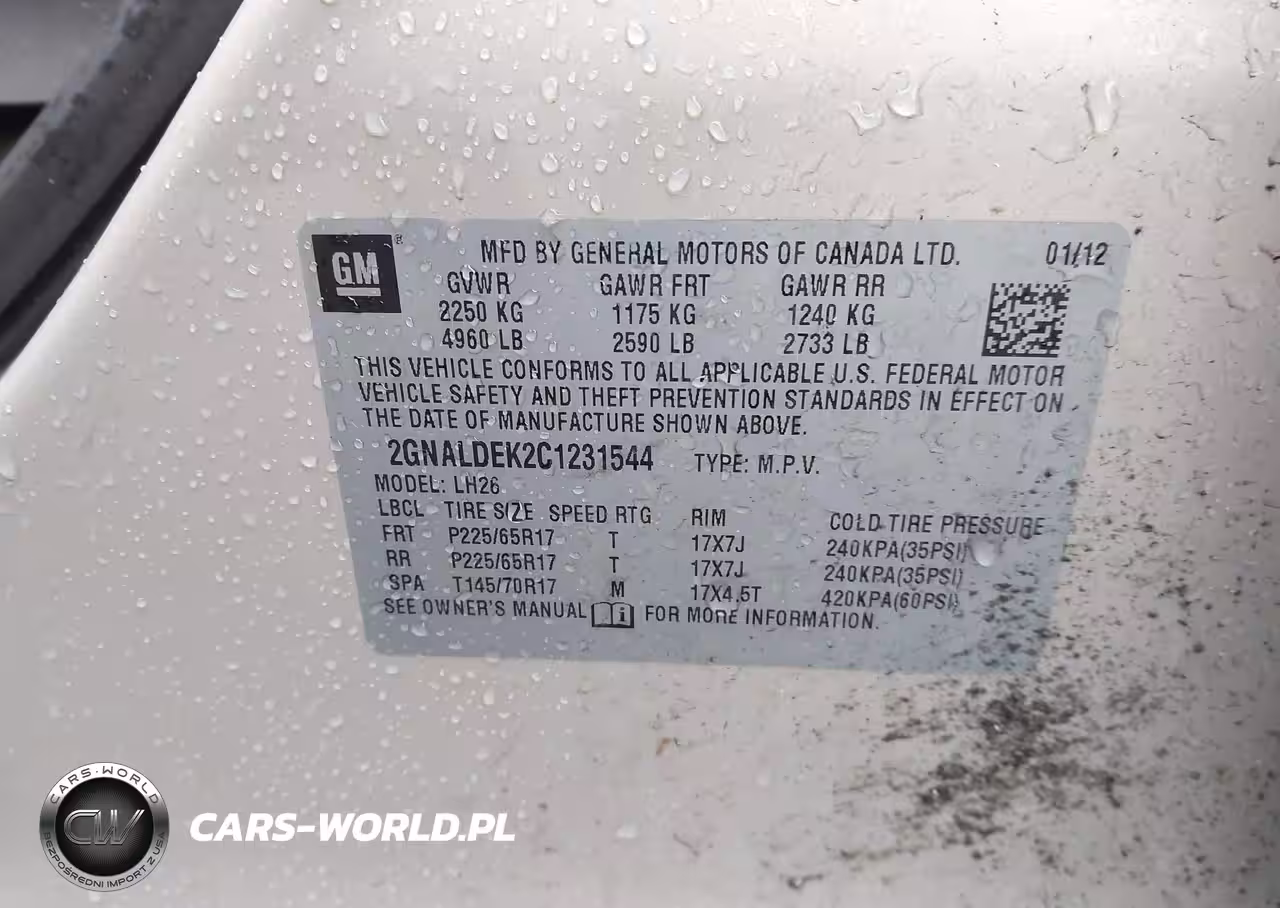 GM ®
MFD BY GENERAL MOTORS OF CANADA LTD. 01/12
GVWR GAWR FRT GAWR RR
2250 KG 1175 KG 1240 KG
4960 LB 2590 LB 2733 LB
THIS VEHICLE CONFORMS TO ALL APPLICABLE U.S. FEDERAL MOTOR
VEHICLE SAFETY AND THEFT PREVENTION STANDARDS IN EFFECT ON
THE DATE OF MANUFACTURE SHOWN ABOVE.
2GNALDEK2C1231544 TYPE: M.P.V.
MODEL: LH26
LBCL TIRE SIZE SPEED RTG RIM COLD TIRE PRESSURE
FRT P225/65R17 T 17X7J 240KPA(35PSI)
RR P225/65R17 T 17X7J 240KPA(35PSI)
SPA T145/70R17 M 17X4.5T 420KPA(60PSI)
SEE OWNER'S MANUAL i FOR MORE INFORMATION.
CARS-WORLD
CW
BEZPOŚREDNI IMPORT Z USA
CARS-WORLD.PL